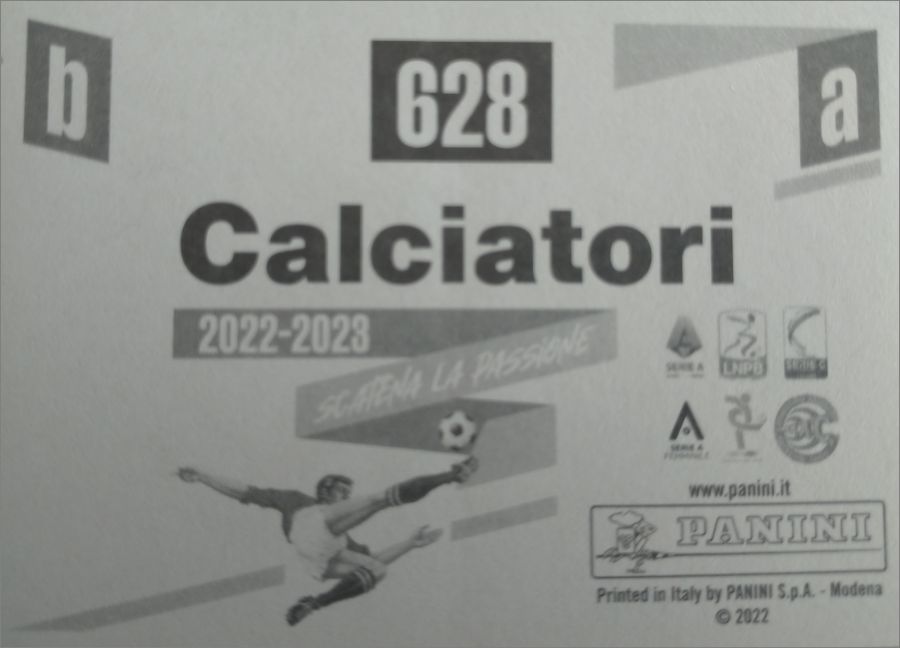 b
628
a
Calciatori
2022-2023
SCATENA LA PASSIONE
SERIE A
LNPB
SERIE C
SERIE A
FEMMINILE
www.panini.it
PANINI
Printed in Italy by PANINI S.p.A. - Modena
© 2022